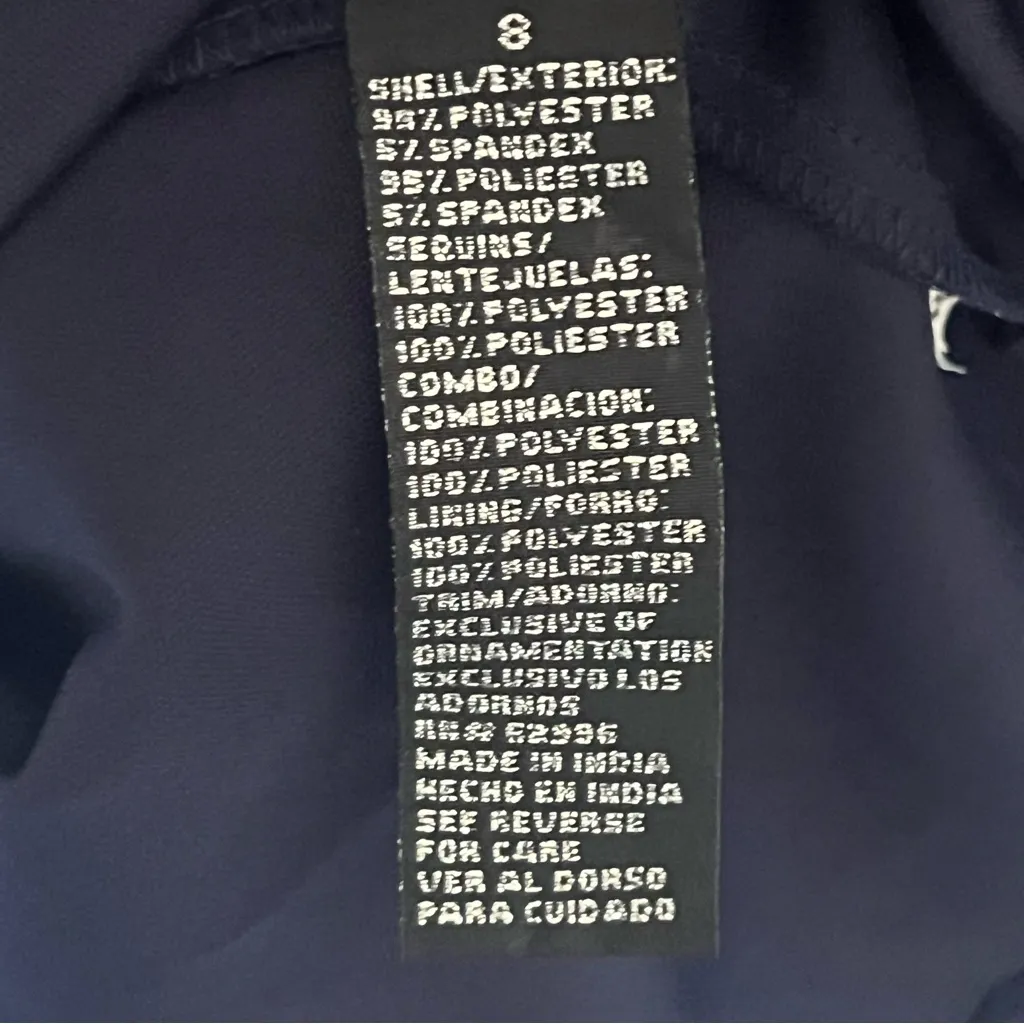 8
SHELL/EXTERIOR:
95% POLYESTER
5% SPANDEX
95% POLIESTER
5% SPANDEX
SEQUINS/
LENTEJUELAS:
100% POLYESTER
100% POLIESTER
COMBO/
COMBINACION:
100% POLYESTER
100% POLIESTER
LINING/FORRO:
100% POLYESTER
100% POLIESTER
TRIM/ADORNO:
EXCLUSIVE OF
ORNAMENTATION
EXCLUSIVO LOS
ADORNOS
RN# 62996
MADE IN INDIA
HECHO EN INDIA
SEE REVERSE
FOR CARE
VER AL DORSO
PARA CUIDADO